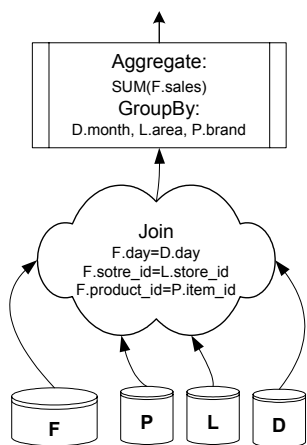 Aggregate:
SUM(F.sales)
GroupBy:
D.month, L.area, P.brand
Join
F.day=D.day
F.sotre_id=L.store_id
F.product_id=P.item_id
F
P
L
D